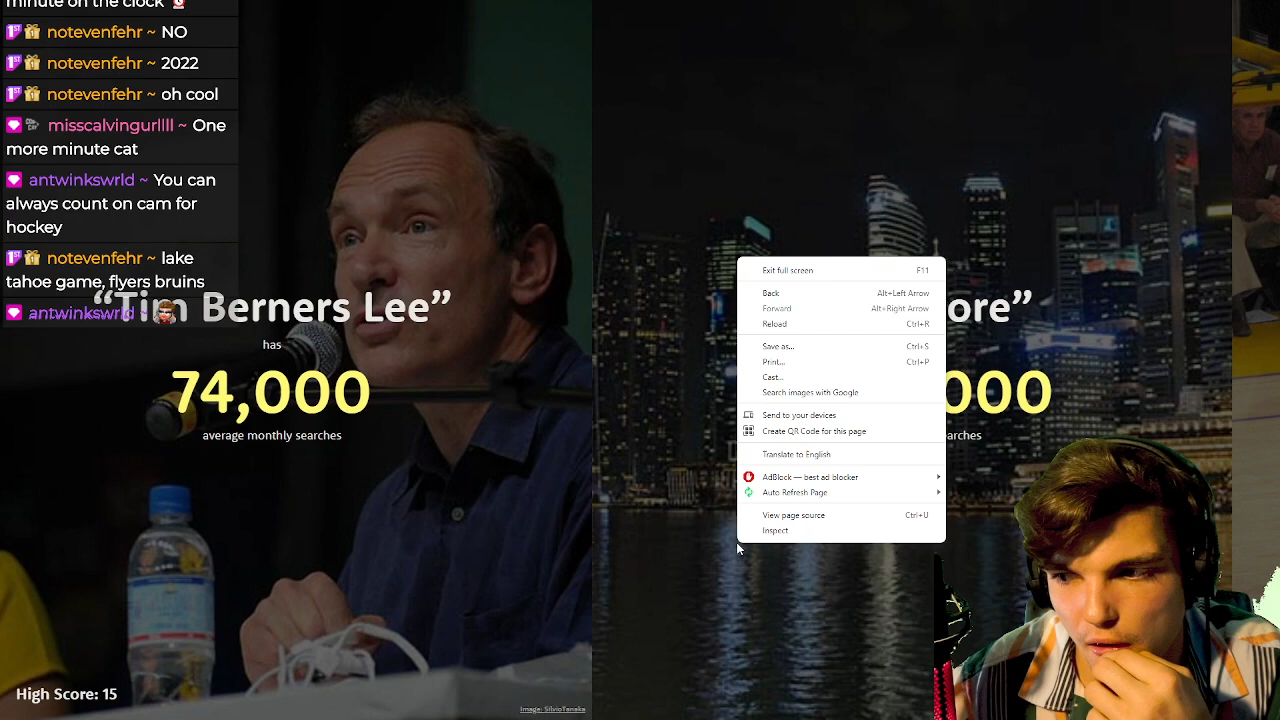 minute on the clock
notevenfehr ~ NO
notevenfehr ~ 2022
notevenfehr ~ oh cool
misscalvingurllll ~ One
more minute cat
antwinkswrld ~ You can
always count on cam for
hockey
notevenfehr ~ lake
tahoe game, flyers bruins
antwinkswrld ~
“Tim Berners Lee”
has
74,000
average monthly searches
High Score: 15
Image: SilvioTanaka
Exit full screen F11
Back Alt+Left Arrow
Forward Alt+Right Arrow
Reload Ctrl+R
Save as... Ctrl+S
Print... Ctrl+P
Cast...
Search images with Google
Send to your devices
Create QR Code for this page
Translate to English
AdBlock — best ad blocker
Auto Refresh Page
View page source Ctrl+U
Inspect
ore”
000
arches